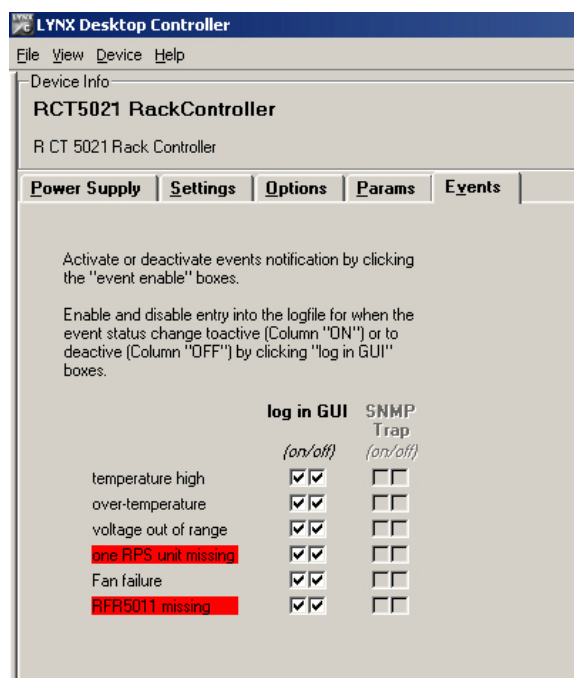 LYNX Desktop Controller
File View Device Help
Device Info
RCT5021 RackController
R CT 5021 Rack Controller
Power Supply Settings Options Params Events
Activate or deactivate events notification by clicking
the "event enable" boxes.
Enable and disable entry into the logfile for when the
event status change toactive (Column "ON") or to
deactive (Column "OFF") by clicking "log in GUI"
boxes.
log in GUI SNMP
Trap
(on/off) (on/off)
temperature high
over-temperature
voltage out of range
one RPS unit missing
Fan failure
RFR5011 missing